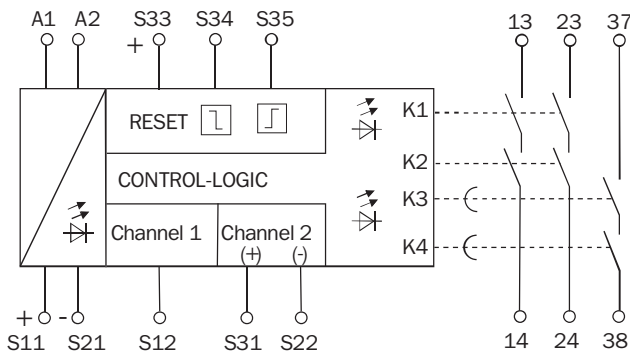 A1 A2 S33 S34 S35 13 23 37
+
RESET K1
K2
CONTROL-LOGIC
K3
Channel 1 Channel 2
(+) (-) K4
+ -
S11 S21 S12 S31 S22 14 24 38